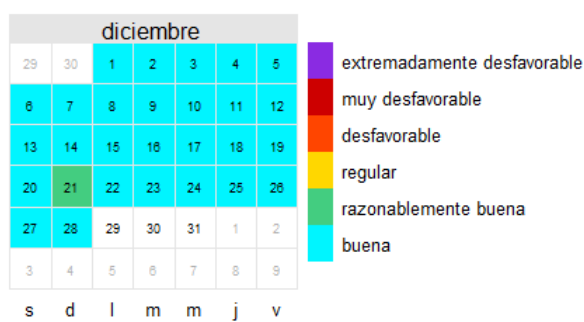 diciembre
29 30 1 2 3 4 5
6 7 8 9 10 11 12
13 14 15 16 17 18 19
20 21 22 23 24 25 26
27 28 29 30 31 1 2
3 4 5 6 7 8 9
s d l m m j v
extremadamente desfavorable
muy desfavorable
desfavorable
regular
razonablemente buena
buena